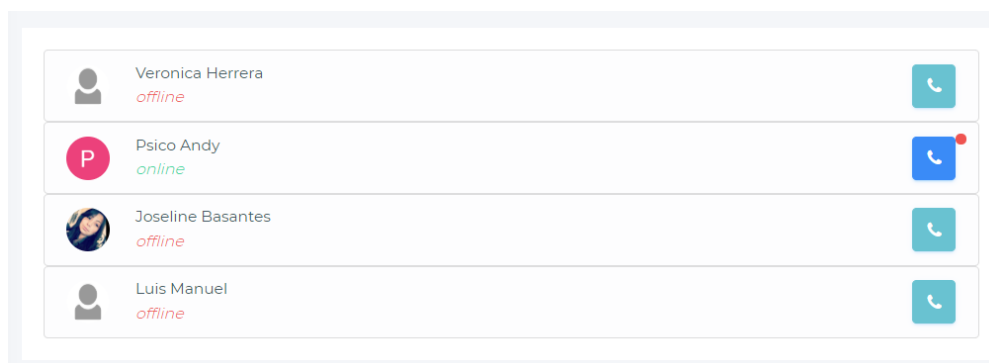 Veronica Herrera
offline
P
Psico Andy
online
Joseline Basantes
offline
Luis Manuel
offline